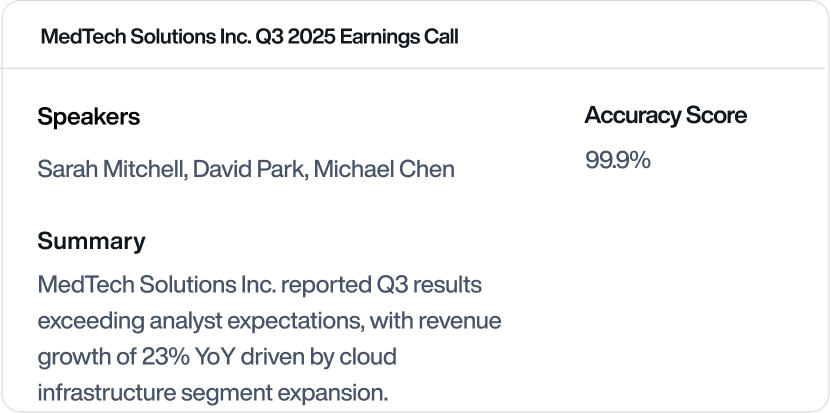 MedTech Solutions Inc. Q3 2025 Earnings Call
Speakers
Sarah Mitchell, David Park, Michael Chen
Accuracy Score
99.9%
Summary
MedTech Solutions Inc. reported Q3 results
exceeding analyst expectations, with revenue
growth of 23% YoY driven by cloud
infrastructure segment expansion.